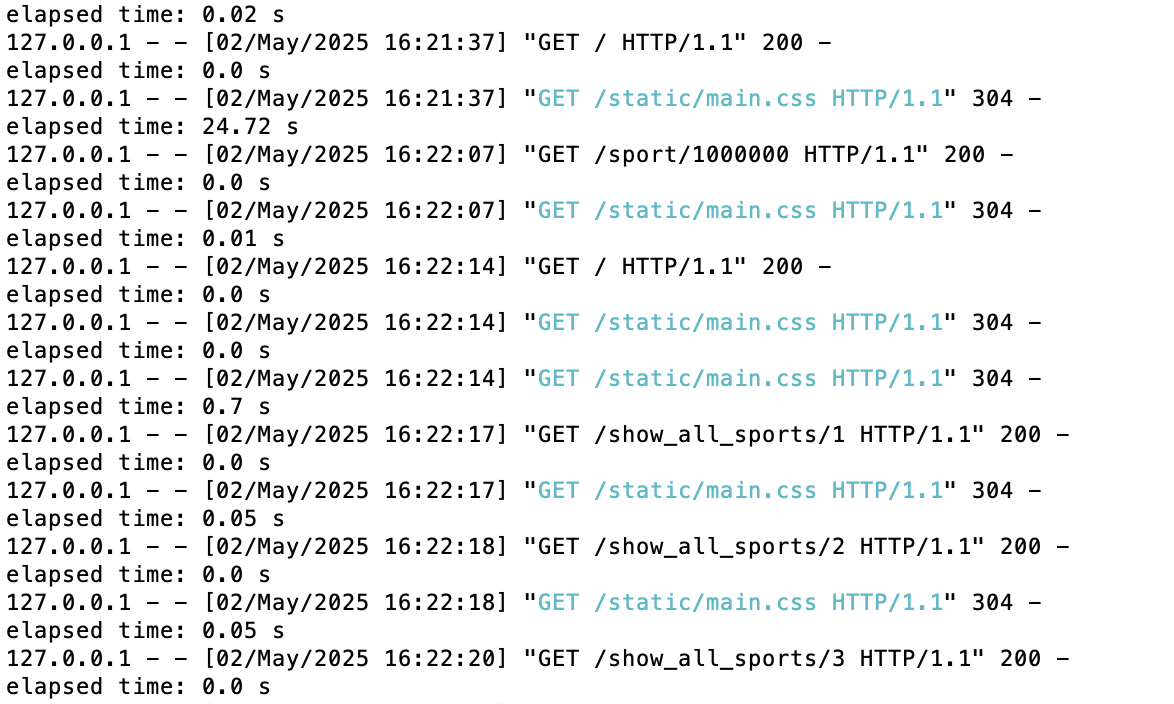 elapsed time: 0.02 s
127.0.0.1 - - [02/May/2025 16:21:37] "GET / HTTP/1.1" 200 -
elapsed time: 0.0 s
127.0.0.1 - - [02/May/2025 16:21:37] "GET /static/main.css HTTP/1.1" 304 -
elapsed time: 24.72 s
127.0.0.1 - - [02/May/2025 16:22:07] "GET /sport/1000000 HTTP/1.1" 200 -
elapsed time: 0.0 s
127.0.0.1 - - [02/May/2025 16:22:07] "GET /static/main.css HTTP/1.1" 304 -
elapsed time: 0.01 s
127.0.0.1 - - [02/May/2025 16:22:14] "GET / HTTP/1.1" 200 -
elapsed time: 0.0 s
127.0.0.1 - - [02/May/2025 16:22:14] "GET /static/main.css HTTP/1.1" 304 -
elapsed time: 0.0 s
127.0.0.1 - - [02/May/2025 16:22:14] "GET /static/main.css HTTP/1.1" 304 -
elapsed time: 0.7 s
127.0.0.1 - - [02/May/2025 16:22:17] "GET /show_all_sports/1 HTTP/1.1" 200 -
elapsed time: 0.0 s
127.0.0.1 - - [02/May/2025 16:22:17] "GET /static/main.css HTTP/1.1" 304 -
elapsed time: 0.05 s
127.0.0.1 - - [02/May/2025 16:22:18] "GET /show_all_sports/2 HTTP/1.1" 200 -
elapsed time: 0.0 s
127.0.0.1 - - [02/May/2025 16:22:18] "GET /static/main.css HTTP/1.1" 304 -
elapsed time: 0.05 s
127.0.0.1 - - [02/May/2025 16:22:20] "GET /show_all_sports/3 HTTP/1.1" 200 -
elapsed time: 0.0 s